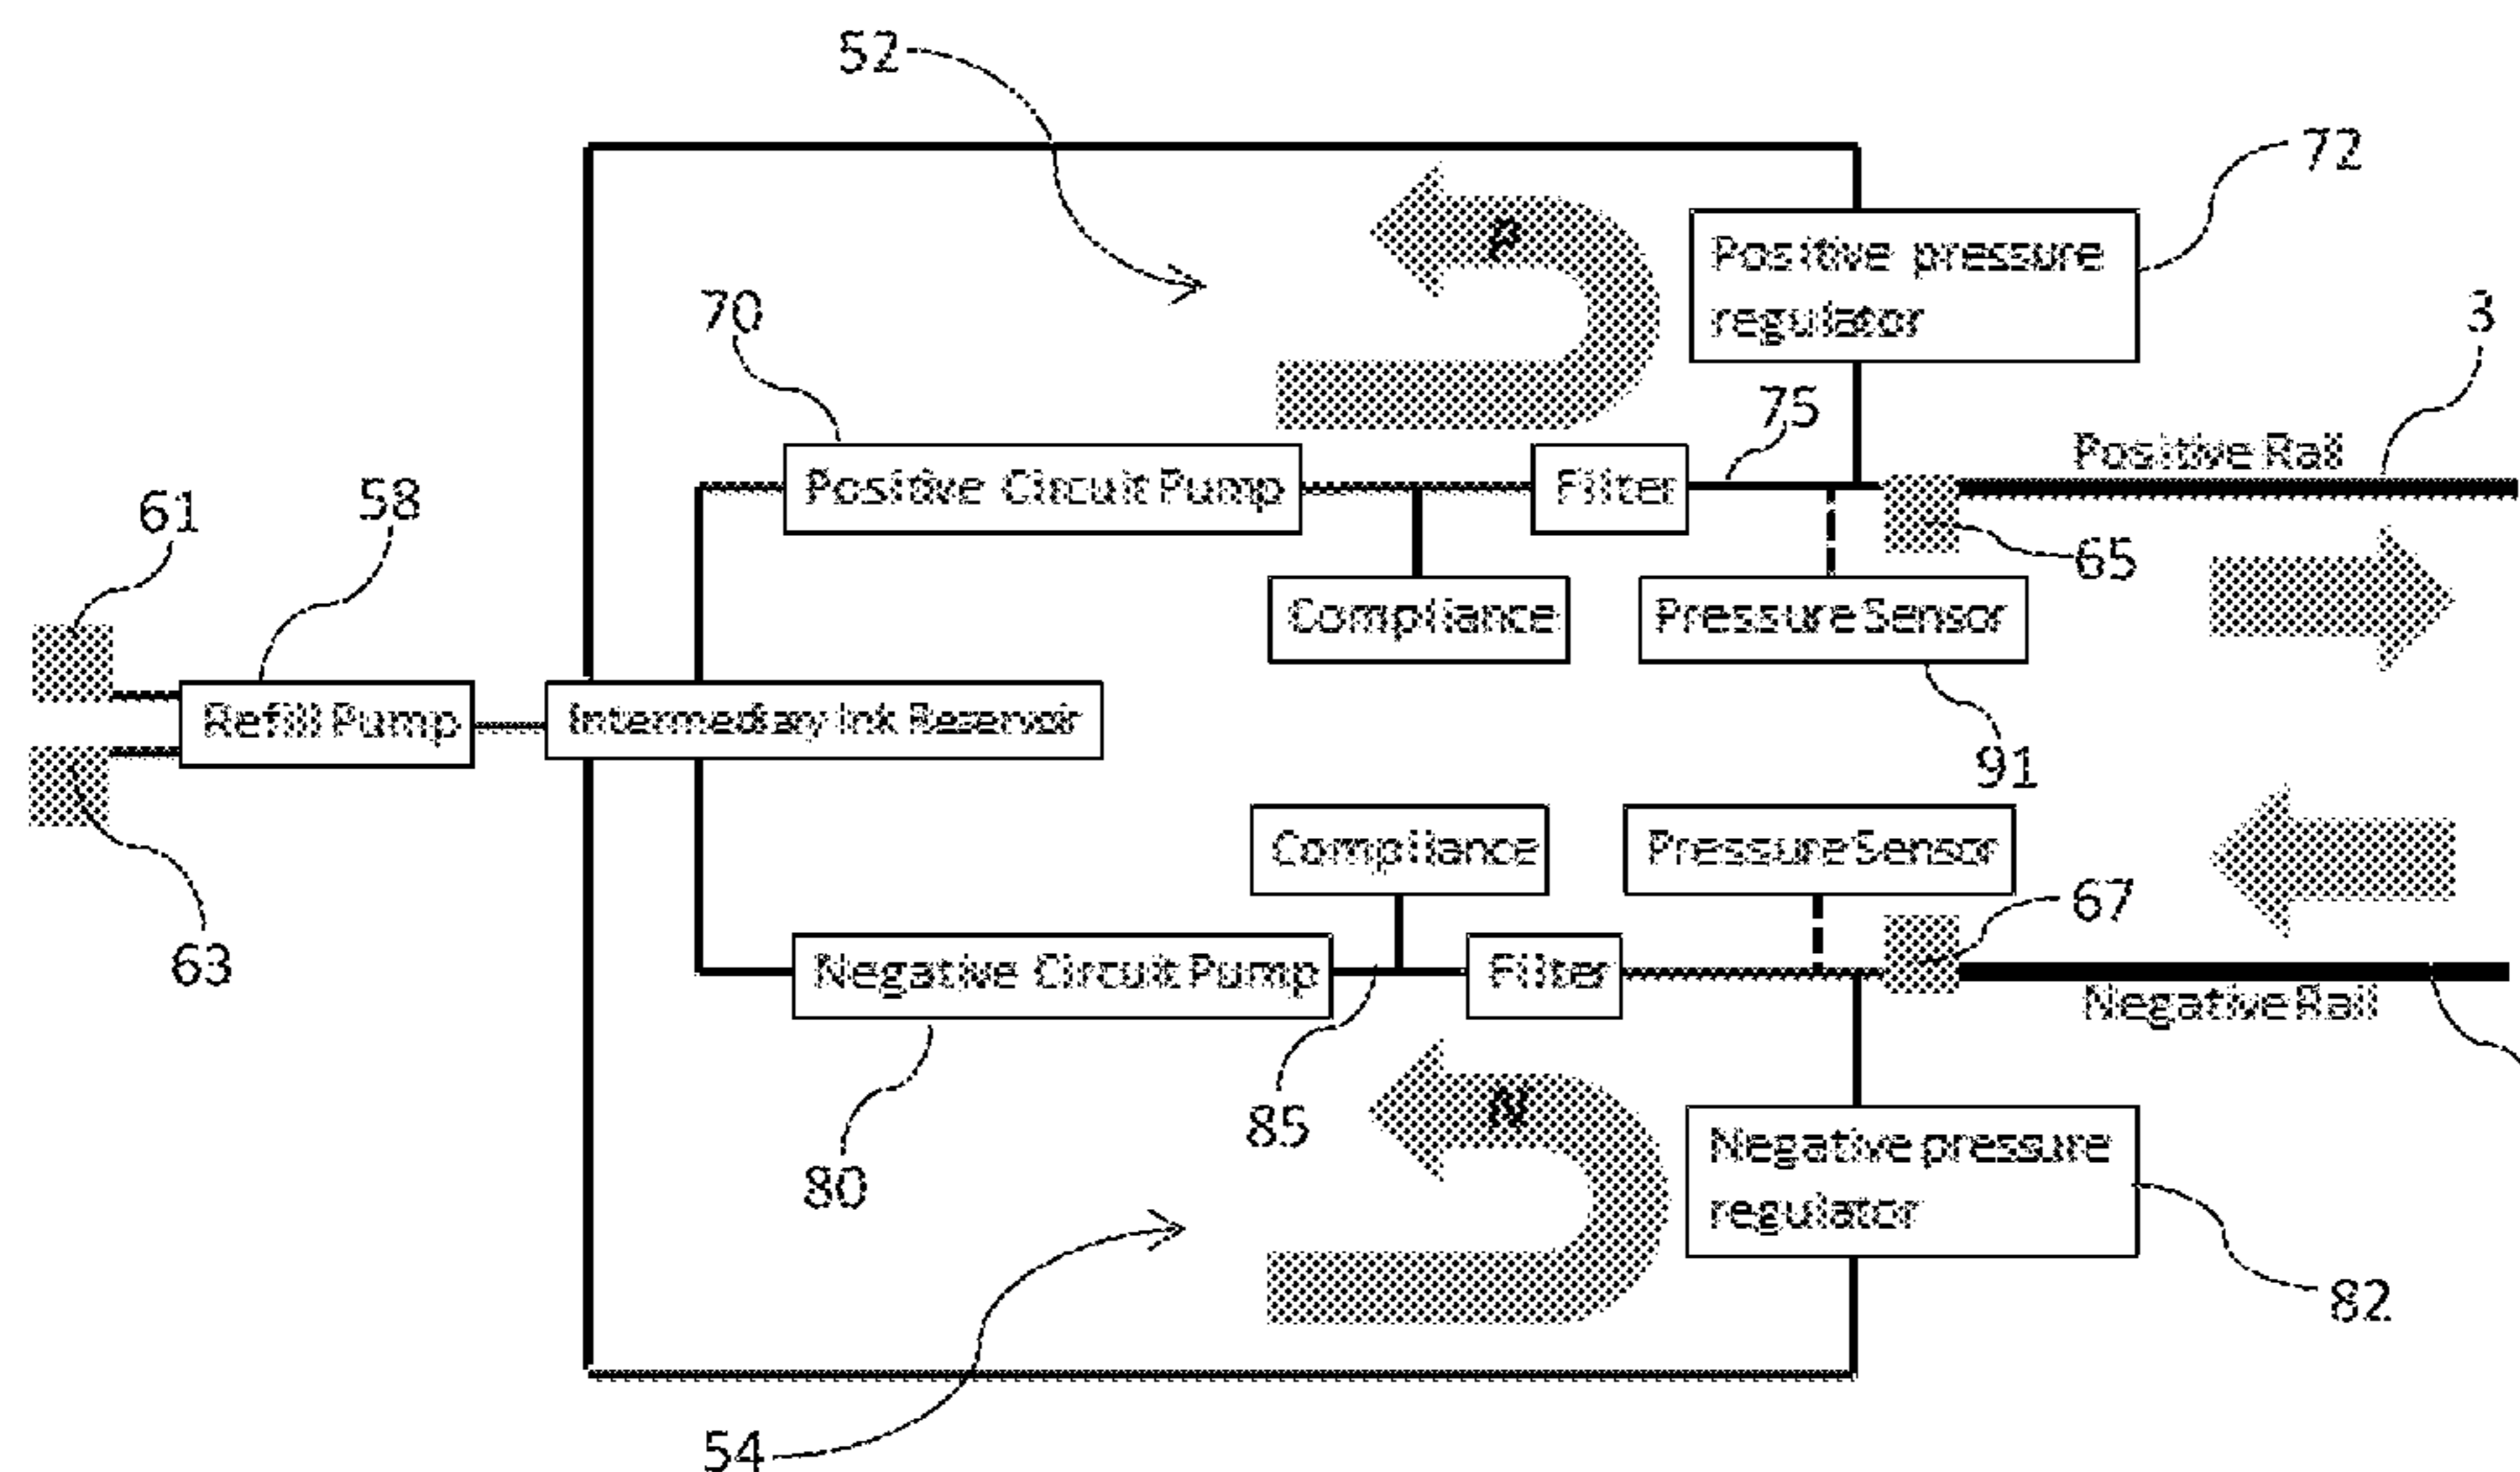 52
72
P
Positive pressure
regulator
70
3
75
Positive Rail
61
58
Positive Circuit Pump
Filter
65
Compliance
Pressure Sensor
Refill Pump
Intermediary Ink Reservoir
91
Compliance
Pressure Sensor
67
63
Negative Circuit Pump
Filter
Negative Rail
85
N
Negative pressure
regulator
80
82
54